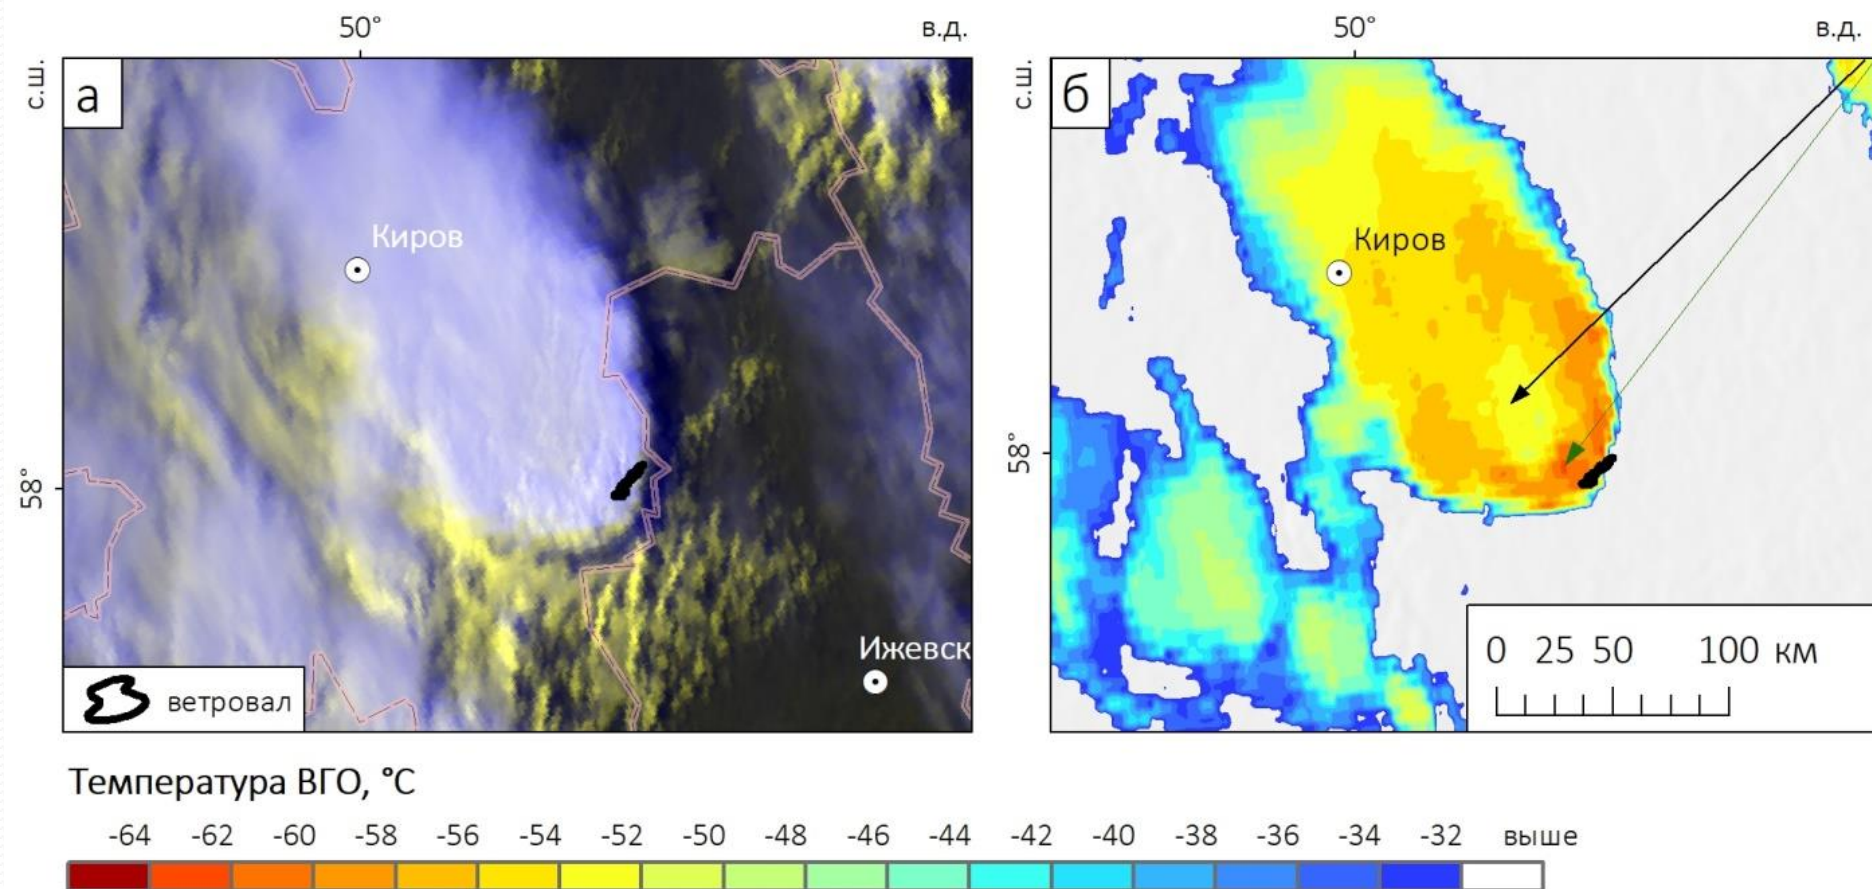 50° в.д. 50° в.д.
с.ш. с.ш.
а б
Киров Киров
58° 58°
Ижевск
ветровал
0 25 50 100 км
Температура ВГО, °С
-64 -62 -60 -58 -56 -54 -52 -50 -48 -46 -44 -42 -40 -38 -36 -34 -32 выше